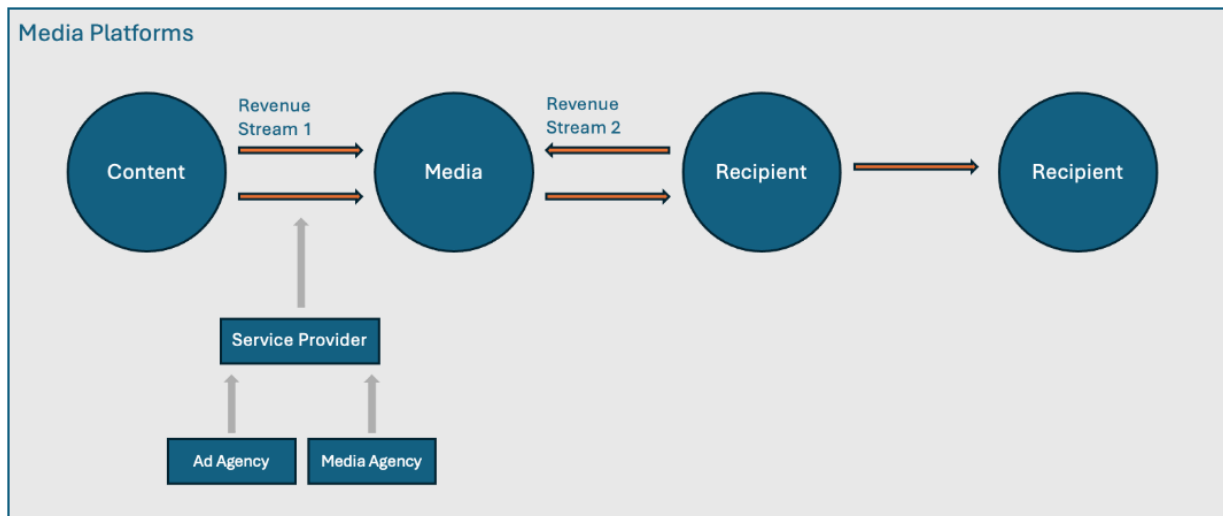 Media Platforms
Revenue
Stream 1
Revenue
Stream 2
Content
Media
Recipient
Recipient
Service Provider
Ad Agency
Media Agency